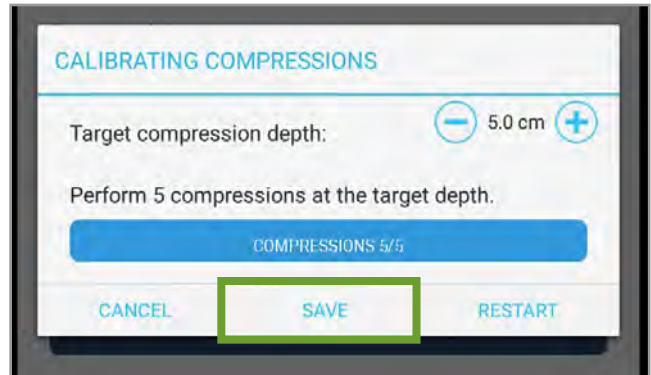 CALIBRATING COMPRESSIONS
Target compression depth: 5.0 cm
Perform 5 compressions at the target depth.
COMPRESSIONS 5/5
CANCEL SAVE RESTART